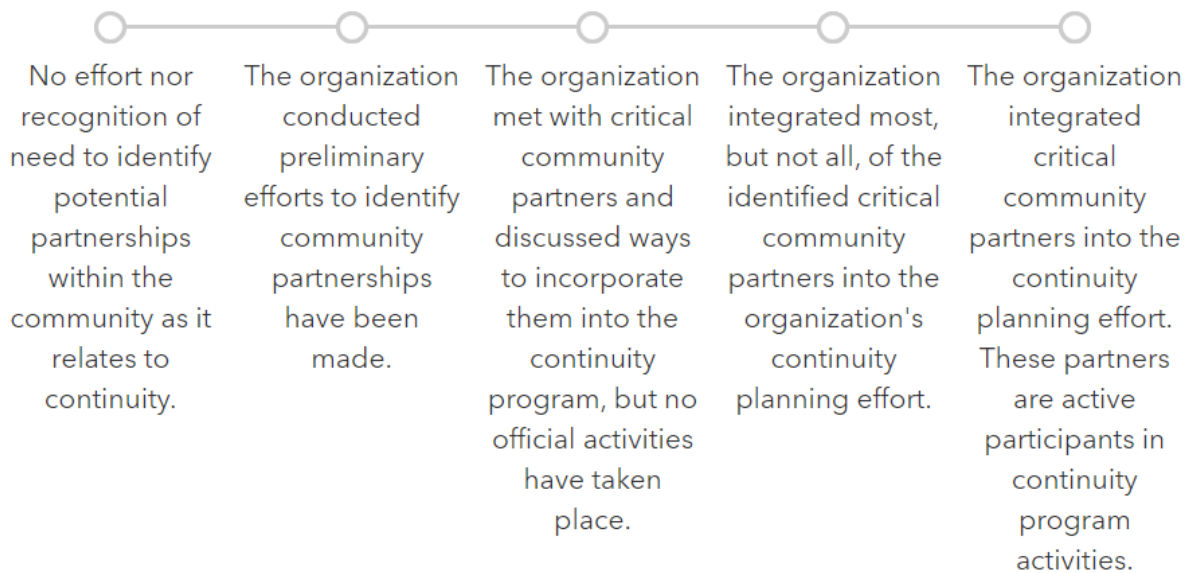 No effort nor
recognition of
need to identify
potential
partnerships
within the
community as it
relates to
continuity.
The organization
conducted
preliminary
efforts to identify
community
partnerships
have been
made.
The organization
met with critical
community
partners and
discussed ways
to incorporate
them into the
continuity
program, but no
official activities
have taken
place.
The organization
integrated most,
but not all, of the
identified critical
community
partners into the
organization's
continuity
planning effort.
The organization
integrated
critical
community
partners into the
continuity
planning effort.
These partners
are active
participants in
continuity
program
activities.